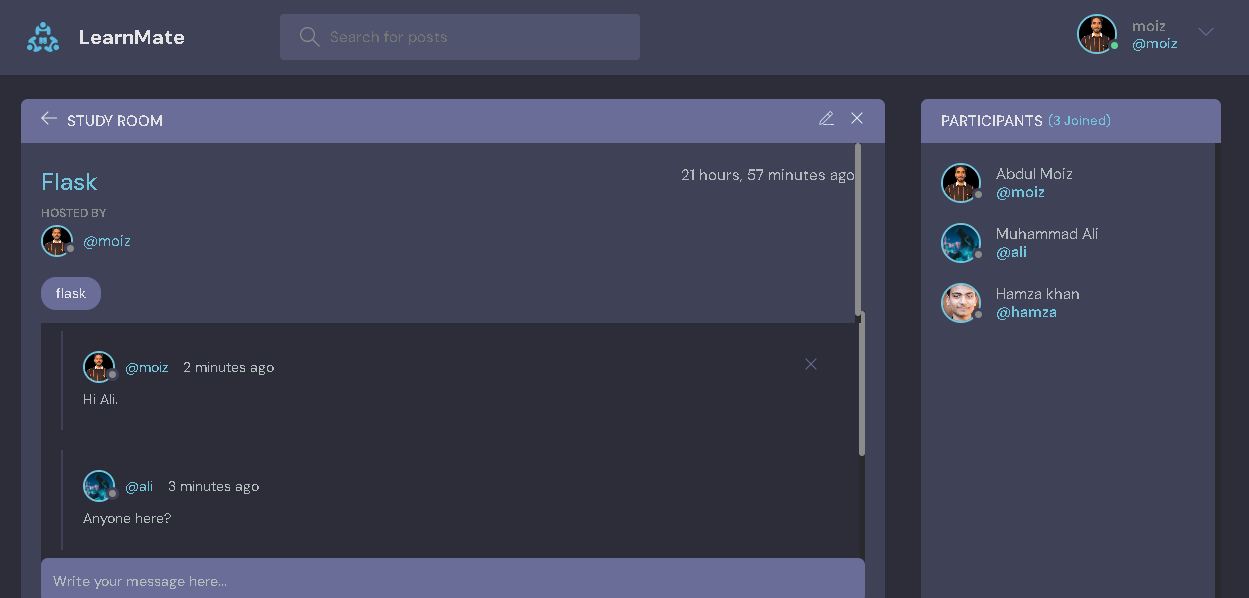 LearnMate
Search for posts
moiz
@moiz
STUDY ROOM
Flask
21 hours, 57 minutes ago
HOSTED BY
@moiz
flask
@moiz 2 minutes ago
Hi Ali.
@ali 3 minutes ago
Anyone here?
Write your message here...
PARTICIPANTS (3 Joined)
Abdul Moiz
@moiz
Muhammad Ali
@ali
Hamza khan
@hamza